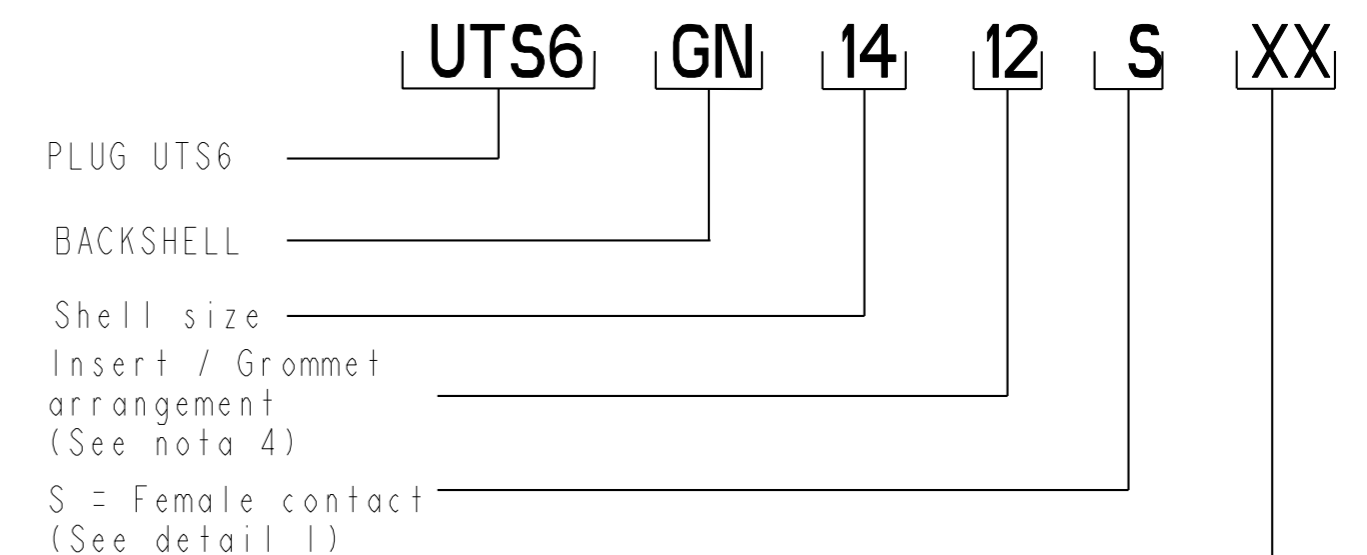 UTS6 GN 14 12 S XX
PLUG UTS6
BACKSHELL
Shell size
Insert / Grommet
arrangement
(See nota 4)
S = Female contact
(See detail 1)